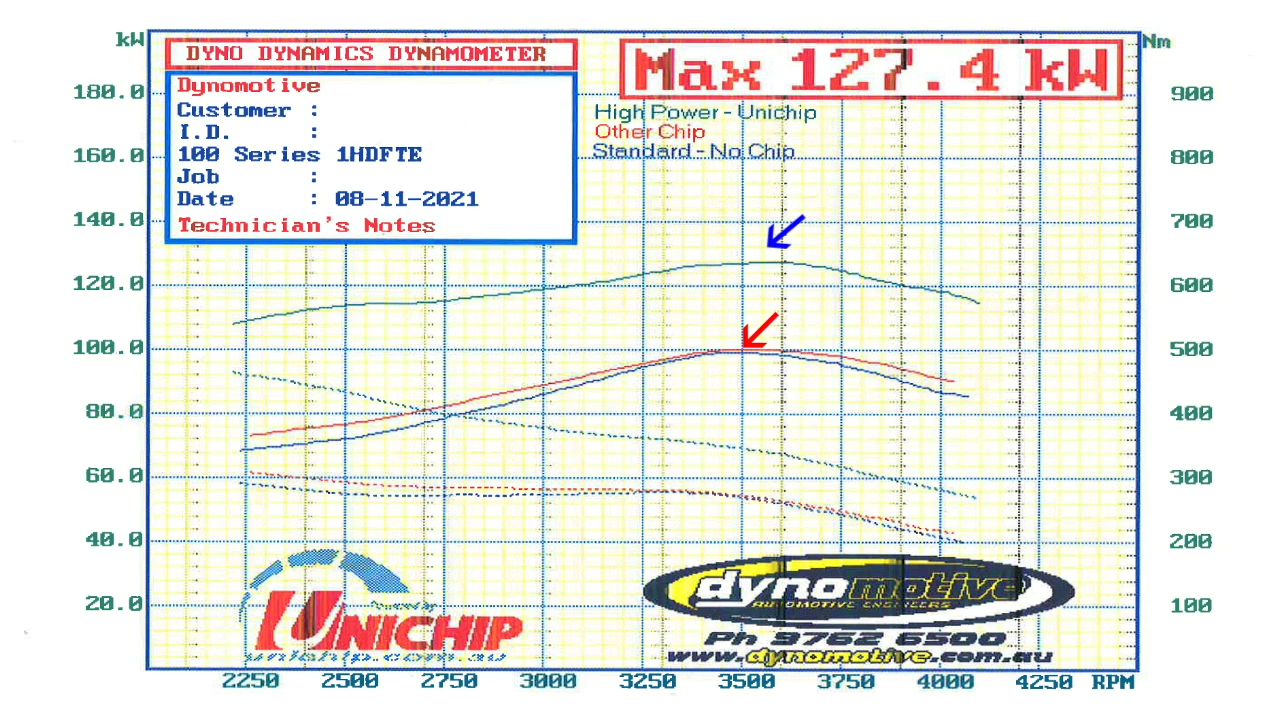 kW
DYNO DYNAMICS DYNAMOMETER
Max 127.4 kW
Nm
Dynomotive
Customer :
I.D. :
100 Series 1HDFTE
Job :
Date : 08-11-2021
Technician's Notes
High Power - Unichip
Other Chip
Standard - No Chip
180.0
160.0
140.0
120.0
100.0
80.0
60.0
40.0
20.0
900
800
700
600
500
400
300
200
100
UNICHIP
unichip.com.au
dynomotive
AUTOMOTIVE ENGINEERS
Ph 9762 6500
www.dynomotive.com.au
2250 2500 2750 3000 3250 3500 3750 4000 4250 RPM